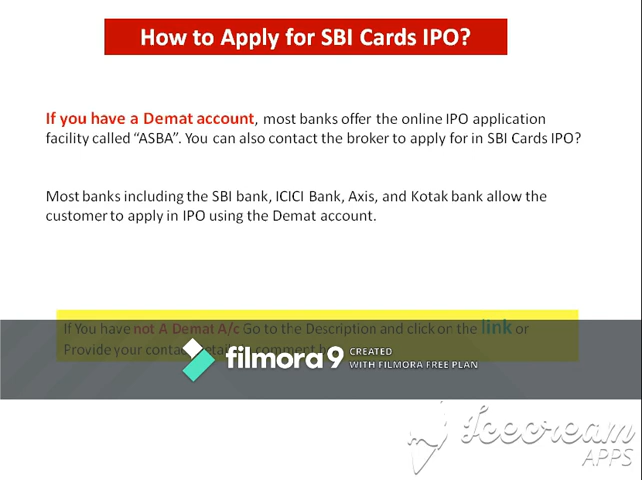 How to Apply for SBI Cards IPO?
If you have a Demat account, most banks offer the online IPO application
facility called “ASBA”. You can also contact the broker to apply for in SBI Cards IPO?
Most banks including the SBI bank, ICICI Bank, Axis, and Kotak bank allow the
customer to apply in IPO using the Demat account.
If You have not A Demat A/c Go to the Description and click on the link or
Provide your comment
filmora9 CREATED
WITH FILMORA FREE PLAN
Icecream
APPS